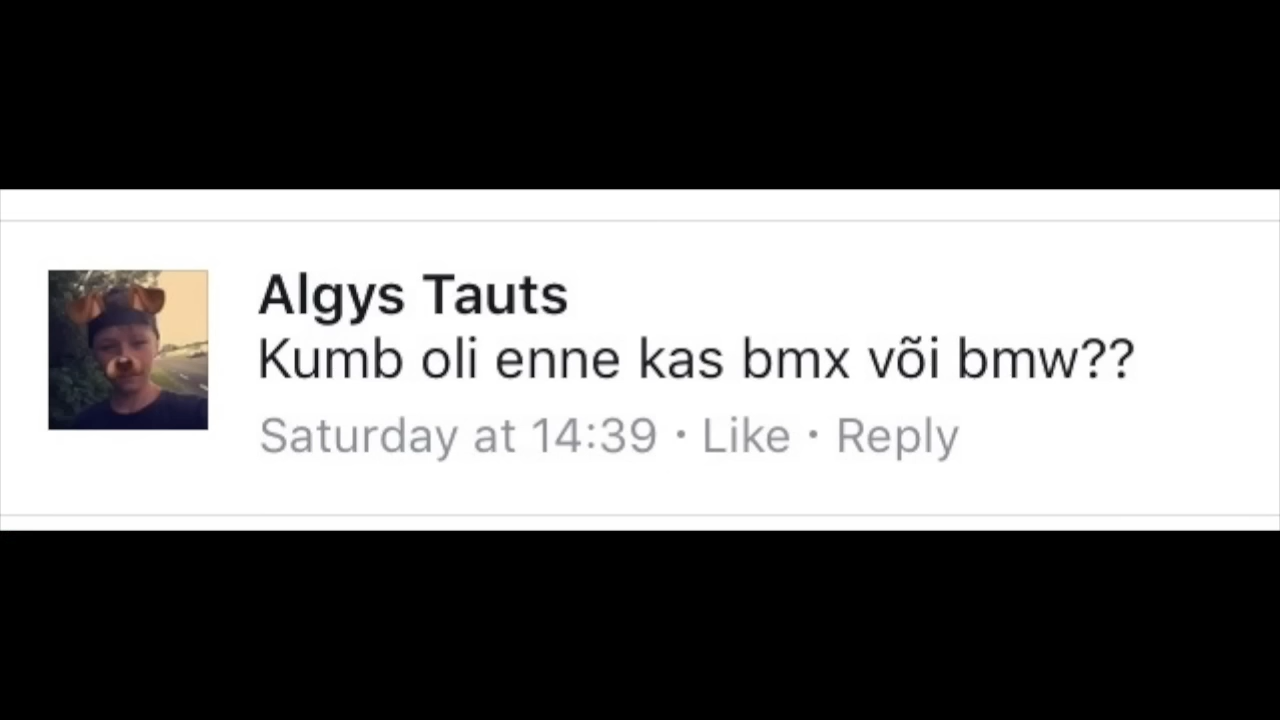 Algys Tauts
Kumb oli enne kas bmx või bmw??
Saturday at 14:39 · Like · Reply